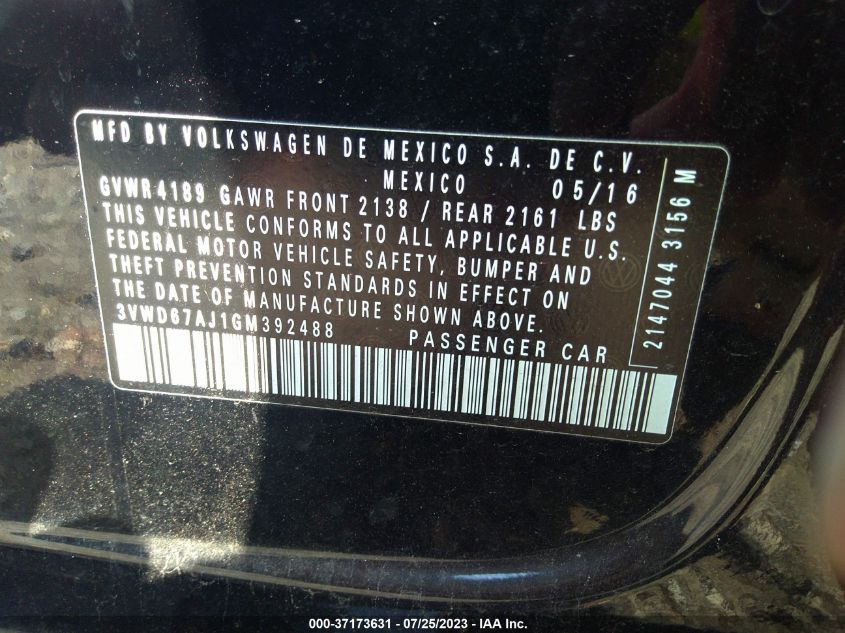 MFD BY VOLKSWAGEN DE MEXICO S.A. DE C.V.
MEXICO 05/16
GVWR 4189 GAWR FRONT 2138 / REAR 2161 LBS
THIS VEHICLE CONFORMS TO ALL APPLICABLE U.S.
FEDERAL MOTOR VEHICLE SAFETY, BUMPER AND
THEFT PREVENTION STANDARDS IN EFFECT ON
THE DATE OF MANUFACTURE SHOWN ABOVE.
3VWD67AJ1GM392488 PASSENGER CAR
2147044 3156 M
000-37173631 - 07/25/2023 - IAA Inc.